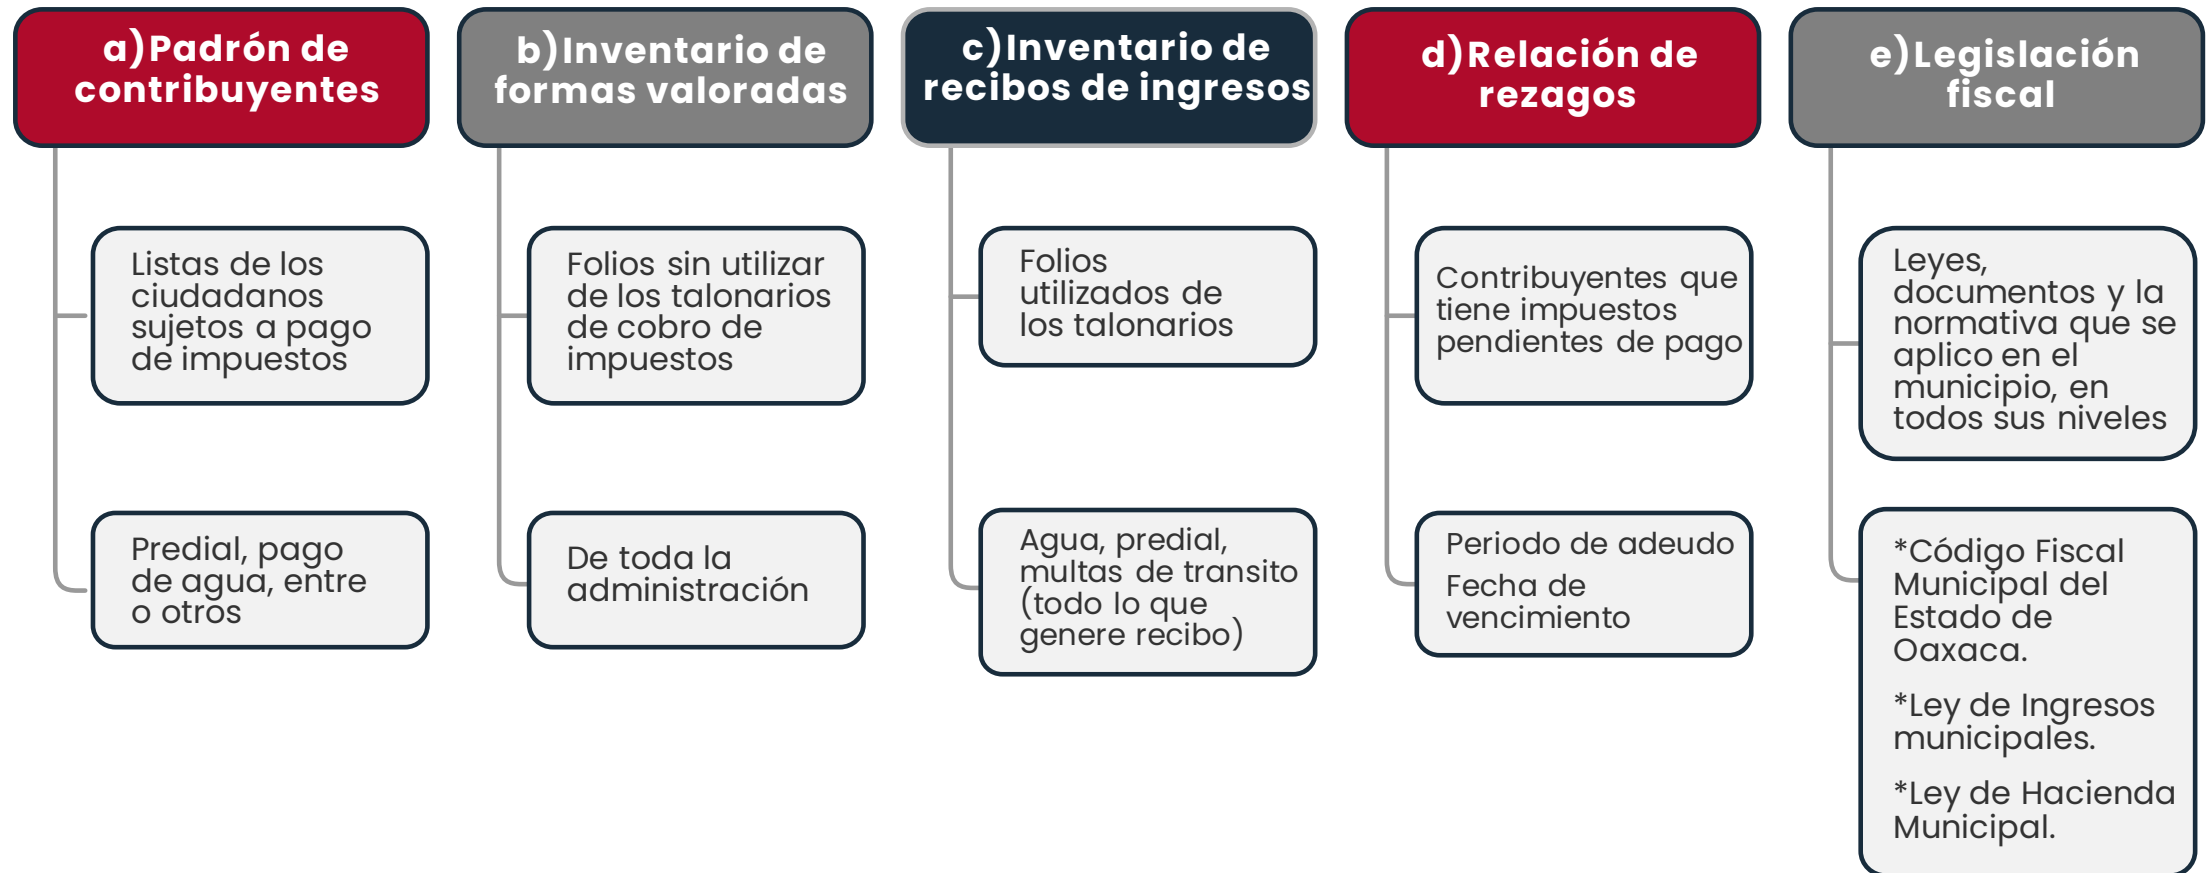 a)Padrón de
contribuyentes
Listas de los
ciudadanos
sujetos a pago
de impuestos
Predial, pago
de agua, entre
o otros
b)Inventario de
formas valoradas
Folios sin utilizar
de los talonarios
de cobro de
impuestos
De toda la
administración
c)Inventario de
recibos de ingresos
Folios
utilizados de
los talonarios
Agua, predial,
multas de transito
(todo lo que
genere recibo)
d)Relación de
rezagos
Contribuyentes que
tiene impuestos
pendientes de pago
Periodo de adeudo
Fecha de
vencimiento
e)Legislación
fiscal
Leyes,
documentos y la
normativa que se
aplico en el
municipio, en
todos sus niveles
*Código Fiscal
Municipal del
Estado de
Oaxaca.
*Ley de Ingresos
municipales.
*Ley de Hacienda
Municipal.